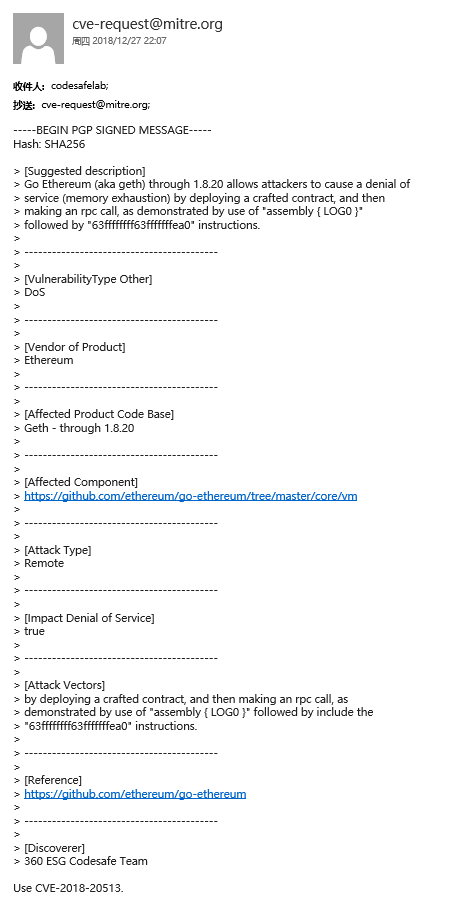 cve-request@mitre.org
周四 2018/12/27 22:07
收件人: codesafelab;
抄送: cve-request@mitre.org;
-----BEGIN PGP SIGNED MESSAGE-----
Hash: SHA256
> [Suggested description]
> Go Ethereum (aka geth) through 1.8.20 allows attackers to cause a denial of
> service (memory exhaustion) by deploying a crafted contract, and then
> making an rpc call, as demonstrated by use of "assembly { LOG0 }"
> followed by "63ffffffff63fffffffea0" instructions.
>
> ------------------------------------------
>
> [VulnerabilityType Other]
> DoS
>
> ------------------------------------------
>
> [Vendor of Product]
> Ethereum
>
> ------------------------------------------
>
> [Affected Product Code Base]
> Geth - through 1.8.20
>
> ------------------------------------------
>
> [Affected Component]
> https://github.com/ethereum/go-ethereum/tree/master/core/vm
>
> ------------------------------------------
>
> [Attack Type]
> Remote
>
> ------------------------------------------
>
> [Impact Denial of Service]
> true
>
> ------------------------------------------
>
> [Attack Vectors]
> by deploying a crafted contract, and then making an rpc call, as
> demonstrated by use of "assembly { LOG0 }" followed by include the
> "63ffffffff63fffffffea0" instructions.
>
> ------------------------------------------
>
> [Reference]
> https://github.com/ethereum/go-ethereum
>
> ------------------------------------------
>
> [Discoverer]
> 360 ESG Codesafe Team
Use CVE-2018-20513.